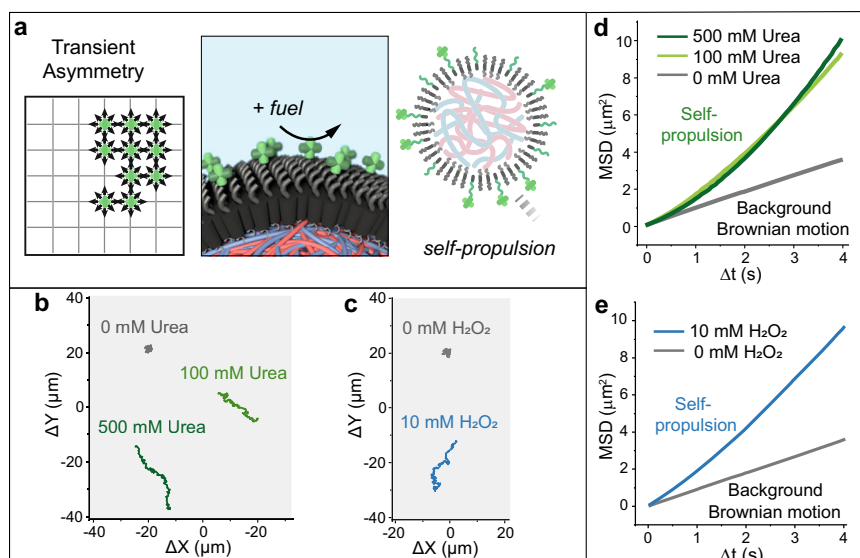 a
Transient
Asymmetry
+ fuel
self-propulsion
b
40
20
0
-20
-40
ΔY (µm)
0 mM Urea
100 mM Urea
500 mM Urea
-40
-20
0
-20
ΔX (µm)
c
40
20
0
-20
-40
ΔY (µm)
0 mM H₂O₂
10 mM H₂O₂
-20
0
20
ΔX (µm)
d
10
8
6
4
2
0
MSD (µm²)
500 mM Urea
100 mM Urea
0 mM Urea
Self-
propulsion
Background
Brownian motion
0
1
2
3
4
Δt (s)
e
10
8
6
4
2
0
MSD (µm²)
10 mM H₂O₂
0 mM H₂O₂
Self-
propulsion
Background
Brownian motion
0
1
2
3
4
Δt (s)